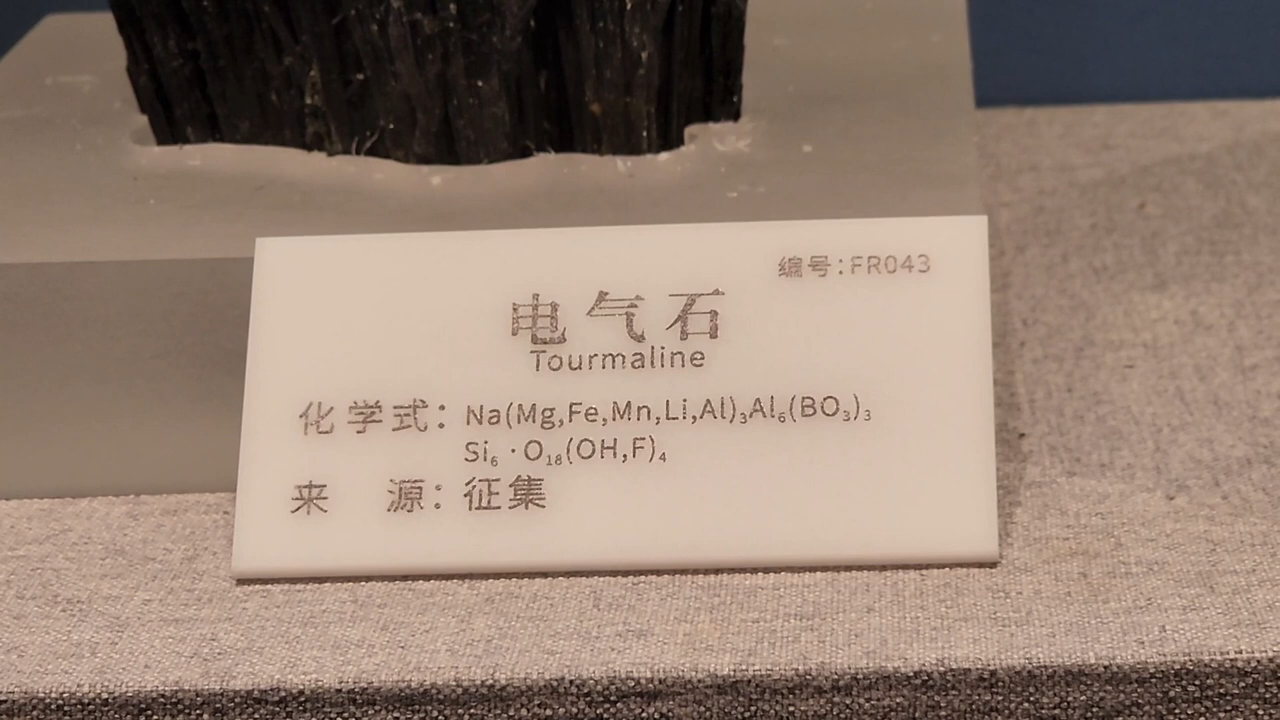 编号:FR043
电气石
Tourmaline
化学式：Na(Mg,Fe,Mn,Li,Al)₃Al₆(BO₃)₃
Si₆·O₁₈(OH,F)₄
来 源：征集